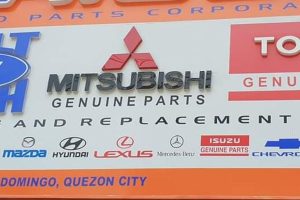 PARTS CORPORA
MITSUBISHI
GENUINE PARTS
TO
GENU
AND REPLACEMENT
mazda HYUNDAI LEXUS Mercedes-Benz ISUZU GENUINE PARTS CHEVRO
DOMINGO, QUEZON CITY